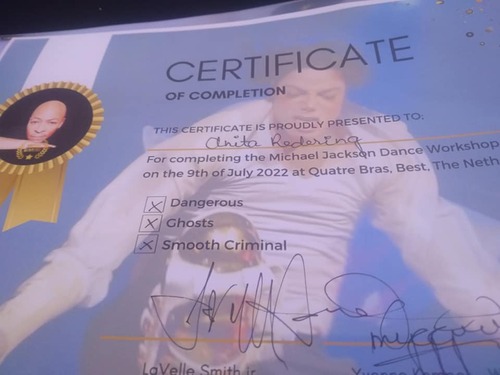 CERTIFICATE
OF COMPLETION
THIS CERTIFICATE IS PROUDLY PRESENTED TO:
Anita Redering
For completing the Michael Jackson Dance Workshop
on the 9th of July 2022 at Quatre Bras, Best, The Neth
X Dangerous
X Ghosts
X Smooth Criminal
LaVelle Smith jr